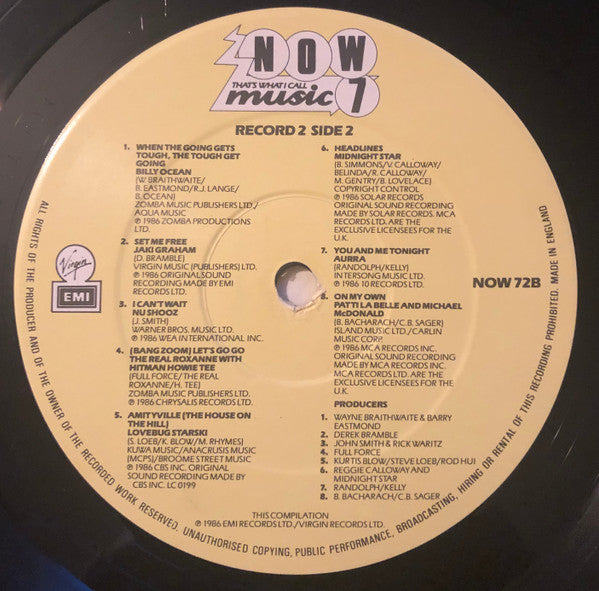 NOW
THAT'S WHAT I CALL
music 7
RECORD 2 SIDE 2
1. WHEN THE GOING GETS
TOUGH, THE TOUGH GET
GOING
BILLY OCEAN
(W. BRAITHWAITE/
B. EASTMOND/R.J. LANGE/
B. OCEAN)
ZOMBA MUSIC PUBLISHERS LTD./
AQUA MUSIC
℗ 1986 ZOMBA PRODUCTIONS
LTD.
2. SET ME FREE
JAKI GRAHAM
(D. BRAMBLE)
VIRGIN MUSIC (PUBLISHERS) LTD.
℗ 1986 ORIGINAL SOUND
RECORDING MADE BY EMI
RECORDS LTD.
3. I CAN'T WAIT
NU SHOOZ
(J. SMITH)
WARNER BROS. MUSIC LTD.
℗ 1986 WEA INTERNATIONAL INC.
4. (BANG ZOOM) LET'S GO GO
THE REAL ROXANNE WITH
HITMAN HOWIE TEE
(FULL FORCE/THE REAL
ROXANNE/H. TEE)
ZOMBA MUSIC PUBLISHERS LTD.
℗ 1986 CHRYSALIS RECORDS LTD.
5. AMITYVILLE (THE HOUSE ON
THE HILL)
LOVEBUG STARSKI
(S. LOEB/K. BLOW/M. RHYMES)
KUWA MUSIC/ANACRUSIS MUSIC
(MCPS)/BROOME STREET MUSIC
℗ 1986 CBS INC. ORIGINAL
SOUND RECORDING MADE BY
CBS INC. LC 0199
6. HEADLINES
MIDNIGHT STAR
(B. SIMMONS/V. CALLOWAY/
BELINDA/R. CALLOWAY/
M. GENTRY/B. LOVELACE)
COPYRIGHT CONTROL
℗ 1986 SOLAR RECORDS
ORIGINAL SOUND RECORDING
MADE BY SOLAR RECORDS. MCA
RECORDS LTD. ARE THE
EXCLUSIVE LICENSEES FOR THE
U.K.
7. YOU AND ME TONIGHT
AURRA
(RANDOLPH/KELLY)
INTERSONG MUSIC LTD.
℗ 1986 10 RECORDS LTD.
8. ON MY OWN
PATTI LA BELLE AND MICHAEL
McDONALD
(B. BACHARACH/C.B. SAGER)
ISLAND MUSIC LTD./CARLIN
MUSIC CORP.
℗ 1986 MCA RECORDS INC.
ORIGINAL SOUND RECORDING
MADE BY MCA RECORDS INC.
MCA RECORDS LTD. ARE THE
EXCLUSIVE LICENSEES FOR THE
U.K.
PRODUCERS
1. WAYNE BRAITHWAITE & BARRY
EASTMOND
2. DEREK BRAMBLE
3. JOHN SMITH & RICK WARITZ
4. FULL FORCE
5. KURTIS BLOW/STEVE LOEB/ROD HUI
6. REGGIE CALLOWAY AND
MIDNIGHT STAR
7. RANDOLPH/KELLY
8. B. BACHARACH/C.B. SAGER
Virgin
EMI
NOW 72B
THIS COMPILATION
℗ 1986 EMI RECORDS LTD./VIRGIN RECORDS LTD.
ALL RIGHTS OF THE PRODUCER AND OF THE OWNER OF THE RECORDED WORK RESERVED. UNAUTHORISED COPYING, PUBLIC PERFORMANCE, BROADCASTING, HIRING OR RENTAL OF THIS RECORDING PROHIBITED. MADE IN ENGLAND